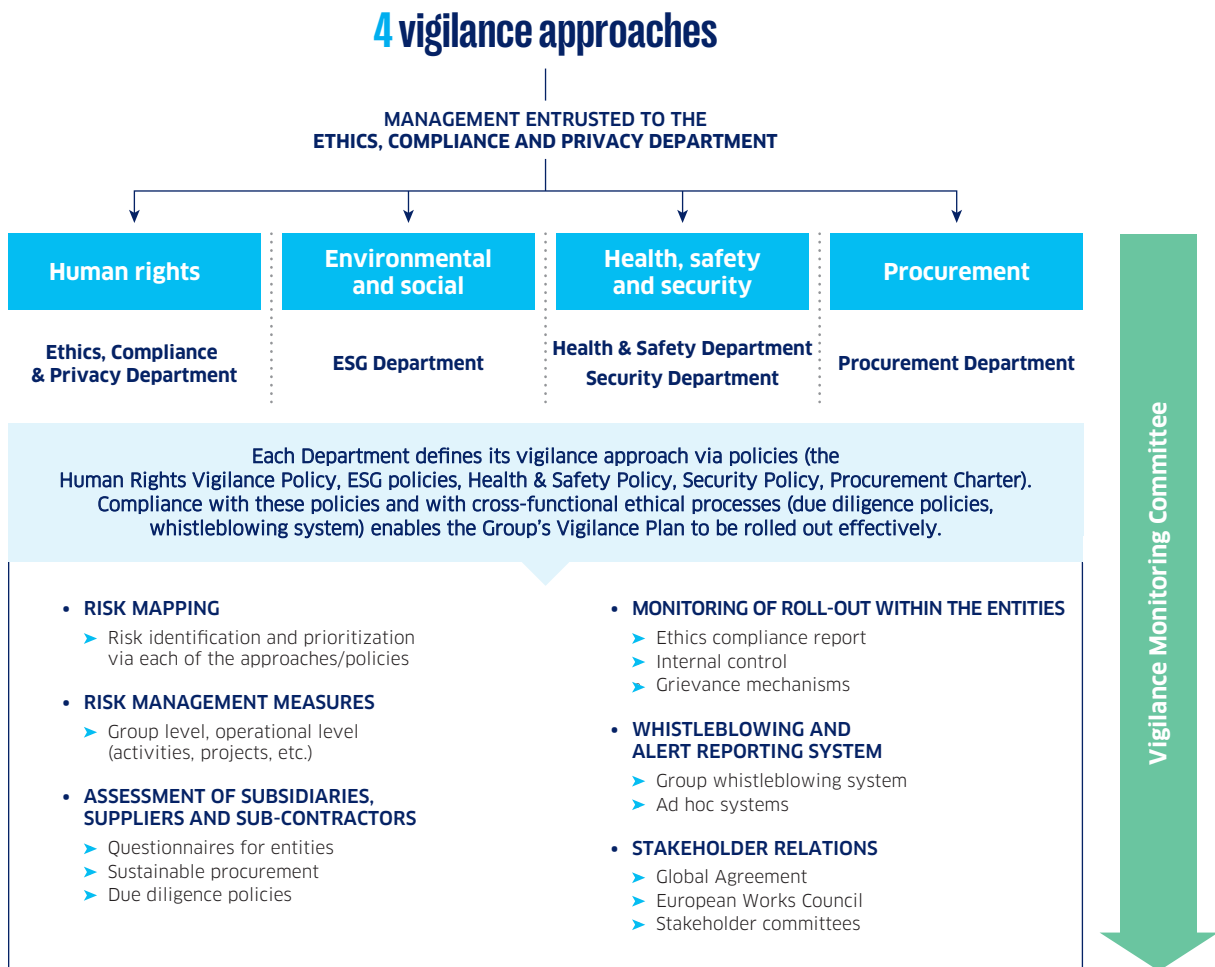 4 vigilance approaches
MANAGEMENT ENTRUSTED TO THE
ETHICS, COMPLIANCE AND PRIVACY DEPARTMENT
Human rights
Environmental
and social
Health, safety
and security
Procurement
Ethics, Compliance
& Privacy Department
ESG Department
Health & Safety Department
Security Department
Procurement Department
Each Department defines its vigilance approach via policies (the
Human Rights Vigilance Policy, ESG policies, Health & Safety Policy, Security Policy, Procurement Charter).
Compliance with these policies and with cross-functional ethical processes (due diligence policies,
whistleblowing system) enables the Group’s Vigilance Plan to be rolled out effectively.
• RISK MAPPING
➤ Risk identification and prioritization
via each of the approaches/policies
• RISK MANAGEMENT MEASURES
➤ Group level, operational level
(activities, projects, etc.)
• ASSESSMENT OF SUBSIDIARIES,
SUPPLIERS AND SUB-CONTRACTORS
➤ Questionnaires for entities
➤ Sustainable procurement
➤ Due diligence policies
• MONITORING OF ROLL-OUT WITHIN THE ENTITIES
➤ Ethics compliance report
➤ Internal control
➤ Grievance mechanisms
• WHISTLEBLOWING AND
ALERT REPORTING SYSTEM
➤ Group whistleblowing system
➤ Ad hoc systems
• STAKEHOLDER RELATIONS
➤ Global Agreement
➤ European Works Council
➤ Stakeholder committees
Vigilance Monitoring Committee